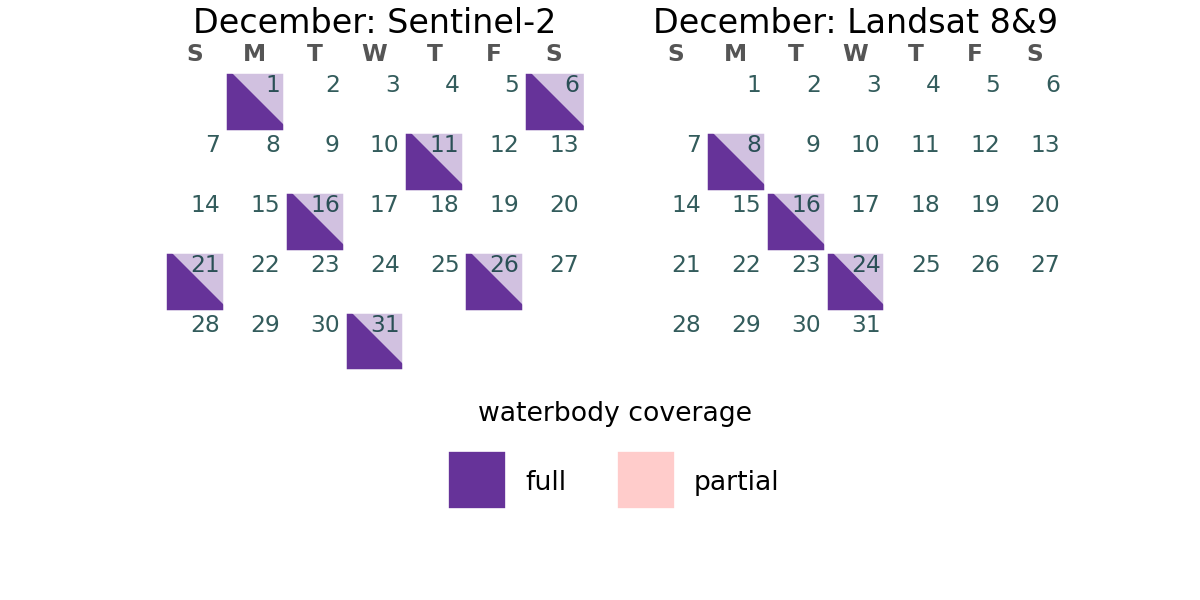 December: Sentinel-2
S M T W T F S
1 2 3 4 5 6
7 8 9 10 11 12 13
14 15 16 17 18 19 20
21 22 23 24 25 26 27
28 29 30 31
December: Landsat 8&9
S M T W T F S
1 2 3 4 5 6
7 8 9 10 11 12 13
14 15 16 17 18 19 20
21 22 23 24 25 26 27
28 29 30 31
waterbody coverage
full partial